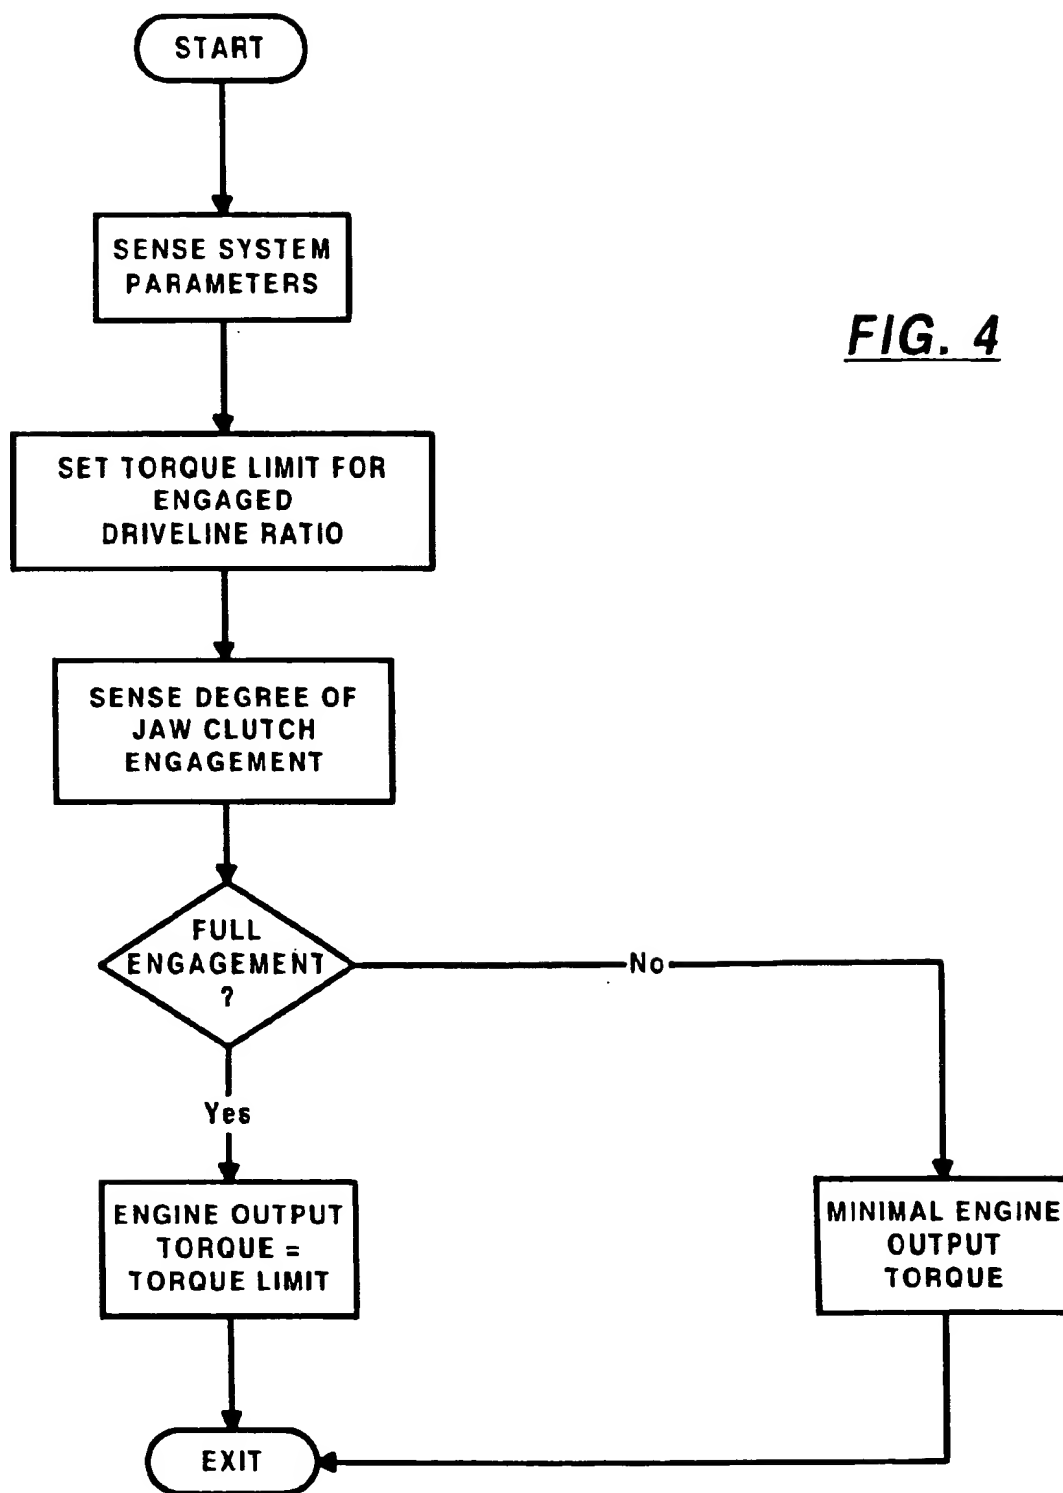 START
SENSE SYSTEM
PARAMETERS
FIG. 4
SET TORQUE LIMIT FOR
ENGAGED
DRIVELINE RATIO
SENSE DEGREE OF
JAW CLUTCH
ENGAGEMENT
FULL
ENGAGEMENT
?
No
Yes
ENGINE OUTPUT
TORQUE =
TORQUE LIMIT
MINIMAL ENGINE
OUTPUT
TORQUE
EXIT